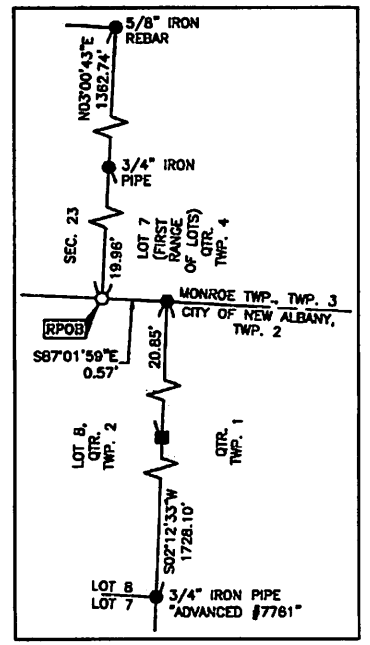 5/8" IRON
REBAR
N03°00'43"E
1362.74'
3/4" IRON
PIPE
SEC. 23
19.96'
LOT 7
(FIRST
RANGE
OF LOTS)
QTR.
TWP. 4
MONROE TWP., TWP. 3
CITY OF NEW ALBANY,
TWP. 2
RPOB
S87°01'59"E
0.57'
20.85'
LOT 8,
QTR.
TWP. 2
QTR.
TWP. 1
S02°12'33"W
1728.10'
LOT 8
LOT 7
3/4" IRON PIPE
"ADVANCED #7761"